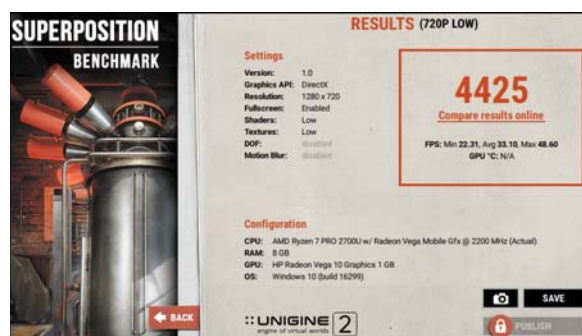 SUPERPOSITION
BENCHMARK
RESULTS (720P LOW)
Settings
Version: 1.0
Graphics API: DirectX
Resolution: 1280 x 720
Fullscreen: Enabled
Shaders: Low
Textures: Low
DOF: disabled
Motion Blur: disabled
4425
Compare results online
FPS: Min 22.31, Avg 33.10, Max 48.60
GPU °C: N/A
Configuration
CPU: AMD Ryzen 7 PRO 2700U w/ Radeon Vega Mobile Gfx @ 2200 MHz (Actual)
RAM: 8 GB
GPU: HP Radeon Vega 10 Graphics 1 GB
OS: Windows 10 (build 16299)
BACK
UNIGINE 2
engine of virtual worlds
SAVE
PUBLISH